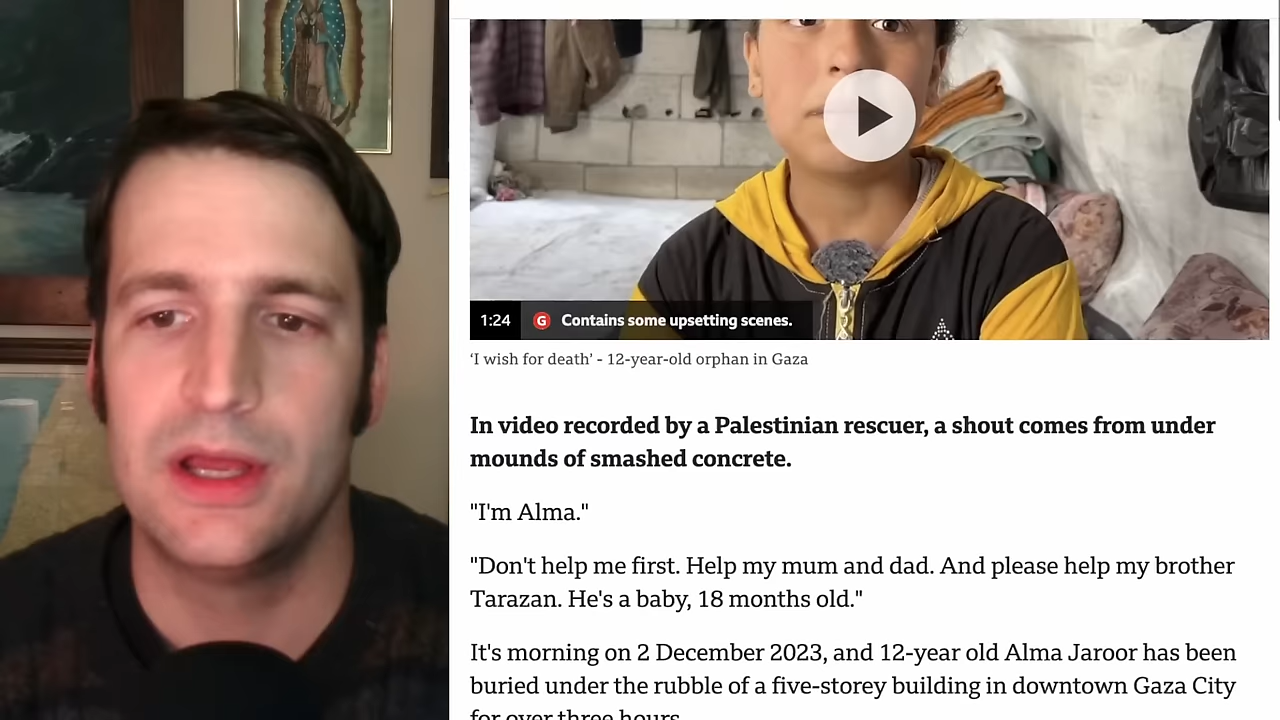 1:24 G Contains some upsetting scenes.
‘I wish for death’ - 12-year-old orphan in Gaza
In video recorded by a Palestinian rescuer, a shout comes from under
mounds of smashed concrete.
"I'm Alma."
"Don't help me first. Help my mum and dad. And please help my brother
Tarazan. He's a baby, 18 months old."
It's morning on 2 December 2023, and 12-year old Alma Jaroor has been
buried under the rubble of a five-storey building in downtown Gaza City
for over three hours.